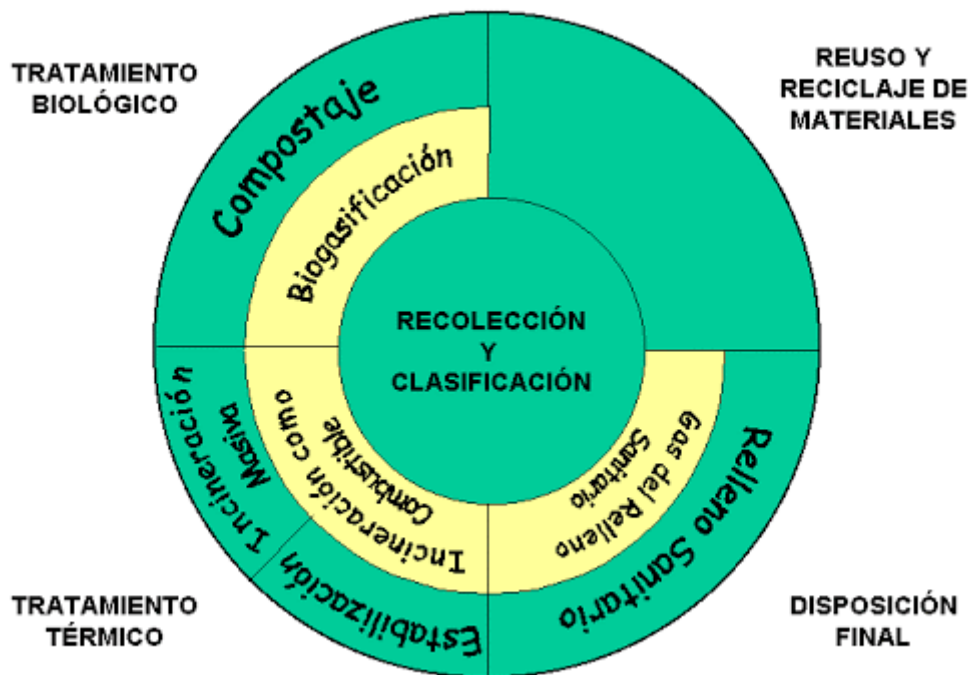 TRATAMIENTO
BIOLÓGICO
REUSO Y
RECICLAJE DE
MATERIALES
Compostaje
Biogasificación
RECOLECCIÓN
Y
CLASIFICACIÓN
Incineración
Masiva
Incineración como
Combustible
Estabilización
Gas del Relleno
Sanitario
Relleno Sanitario
TRATAMIENTO
TÉRMICO
DISPOSICIÓN
FINAL